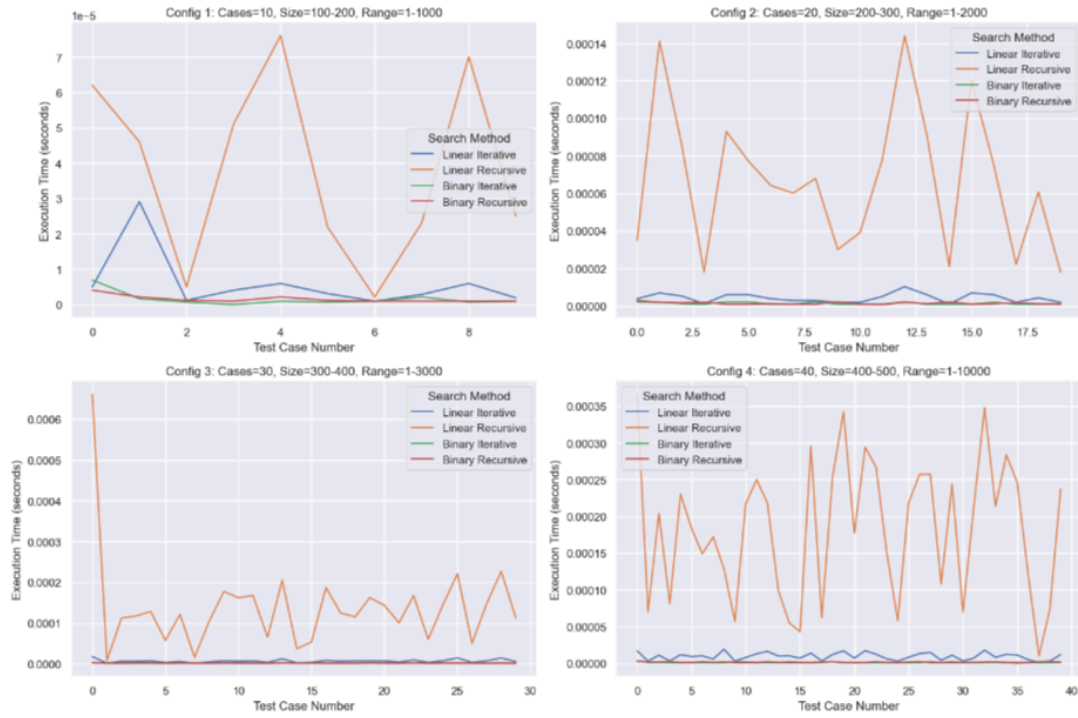 Config 1: Cases=10, Size=100-200, Range=1-1000
1e-5
7
6
5
4
3
2
1
0
Execution Time (seconds)
Search Method
Linear Iterative
Linear Recursive
Binary Iterative
Binary Recursive
0 2 4 6 8
Test Case Number
Config 2: Cases=20, Size=200-300, Range=1-2000
0.00014
0.00012
0.00010
0.00008
0.00006
0.00004
0.00002
0.00000
Execution Time (seconds)
Search Method
Linear Iterative
Linear Recursive
Binary Iterative
Binary Recursive
0.0 2.5 5.0 7.5 10.0 12.5 15.0 17.5
Test Case Number
Config 3: Cases=30, Size=300-400, Range=1-3000
0.0006
0.0005
0.0004
0.0003
0.0002
0.0001
0.0000
Execution Time (seconds)
Search Method
Linear Iterative
Linear Recursive
Binary Iterative
Binary Recursive
0 5 10 15 20 25 30
Test Case Number
Config 4: Cases=40, Size=400-500, Range=1-10000
0.00035
0.00030
0.00025
0.00020
0.00015
0.00010
0.00005
0.00000
Execution Time (seconds)
Search Method
Linear Iterative
Linear Recursive
Binary Iterative
Binary Recursive
0 5 10 15 20 25 30 35 40
Test Case Number